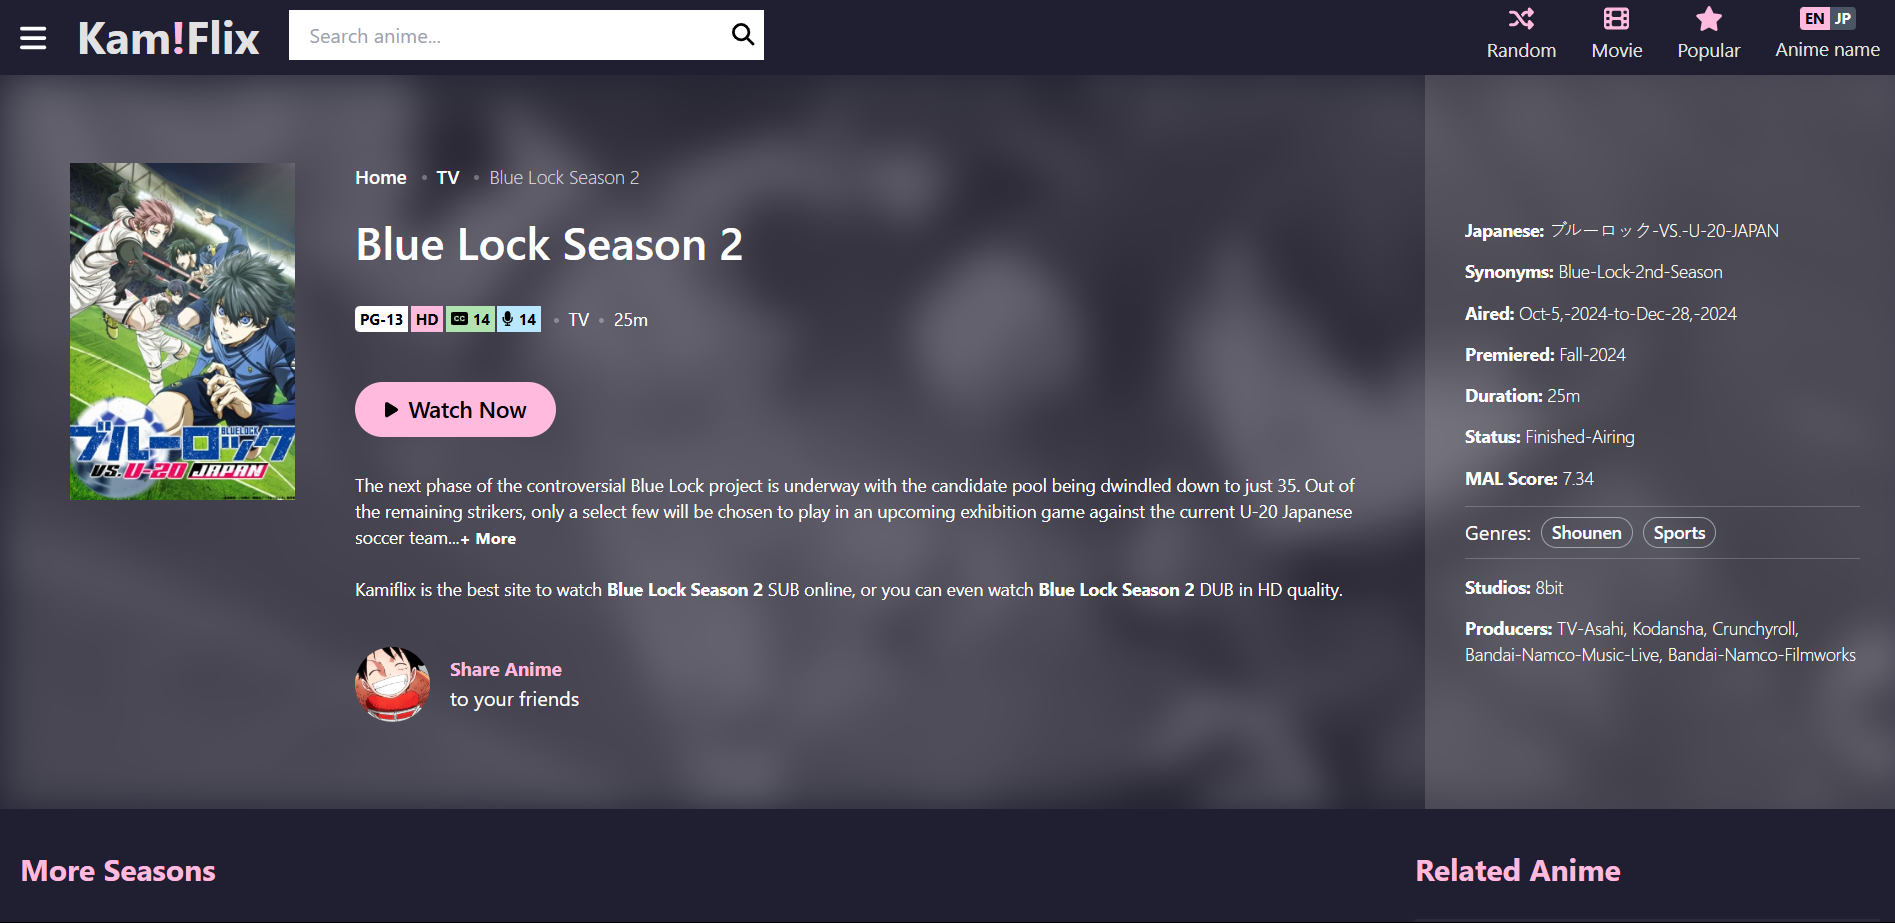 Kam!Flix
Search anime...
Random
Movie
Popular
EN JP
Anime name
Home • TV • Blue Lock Season 2
Blue Lock Season 2
PG-13 HD CC 14 14 • TV • 25m
Watch Now
The next phase of the controversial Blue Lock project is underway with the candidate pool being dwindled down to just 35. Out of
the remaining strikers, only a select few will be chosen to play in an upcoming exhibition game against the current U-20 Japanese
soccer team...+ More
Kamiflix is the best site to watch Blue Lock Season 2 SUB online, or you can even watch Blue Lock Season 2 DUB in HD quality.
Share Anime
to your friends
BLUELOCK
ブルーロック
VS. U-20 JAPAN
Japanese: ブルーロック-VS.-U-20-JAPAN
Synonyms: Blue-Lock-2nd-Season
Aired: Oct-5,-2024-to-Dec-28,-2024
Premiered: Fall-2024
Duration: 25m
Status: Finished-Airing
MAL Score: 7.34
Genres: Shounen Sports
Studios: 8bit
Producers: TV-Asahi, Kodansha, Crunchyroll,
Bandai-Namco-Music-Live, Bandai-Namco-Filmworks
More Seasons
Related Anime